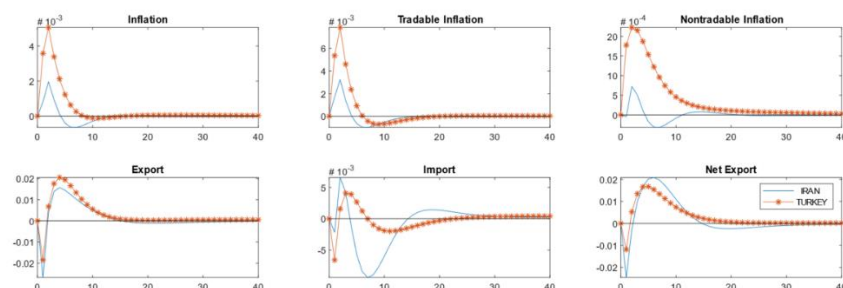 Inflation
# 10-3
4
2
0
0 10 20 30 40
Tradable Inflation
# 10-3
6
4
2
0
0 10 20 30 40
Nontradable Inflation
# 10-4
20
15
10
5
0
0 10 20 30 40
Export
0.02
0.01
0
-0.01
-0.02
0 10 20 30 40
Import
# 10-3
5
0
-5
0 10 20 30 40
Net Export
0.02
0.01
0
-0.01
-0.02
0 10 20 30 40
IRAN
TURKEY